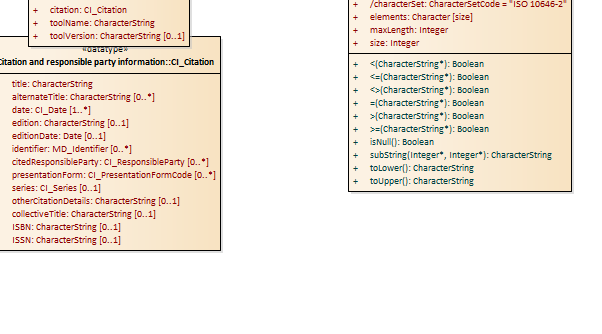 + citation: CI_Citation
+ toolName: CharacterString
+ toolVersion: CharacterString [0..1]
«datatype»
Citation and responsible party information::CI_Citation
title: CharacterString
alternateTitle: CharacterString [0..*]
date: CI_Date [1..*]
edition: CharacterString [0..1]
editionDate: Date [0..1]
identifier: MD_Identifier [0..*]
citedResponsibleParty: CI_ResponsibleParty [0..*]
presentationForm: CI_PresentationFormCode [0..*]
series: CI_Series [0..1]
otherCitationDetails: CharacterString [0..1]
collectiveTitle: CharacterString [0..1]
ISBN: CharacterString [0..1]
ISSN: CharacterString [0..1]
+ /characterSet: CharacterSetCode = "ISO 10646-2"
+ elements: Character [size]
+ maxLength: Integer
+ size: Integer
+ <(CharacterString*): Boolean
+ <=(CharacterString*): Boolean
+ <>(CharacterString*): Boolean
+ =(CharacterString*): Boolean
+ >(CharacterString*): Boolean
+ >=(CharacterString*): Boolean
+ isNull(): Boolean
+ subString(Integer*, Integer*): CharacterString
+ toLower(): CharacterString
+ toUpper(): CharacterString